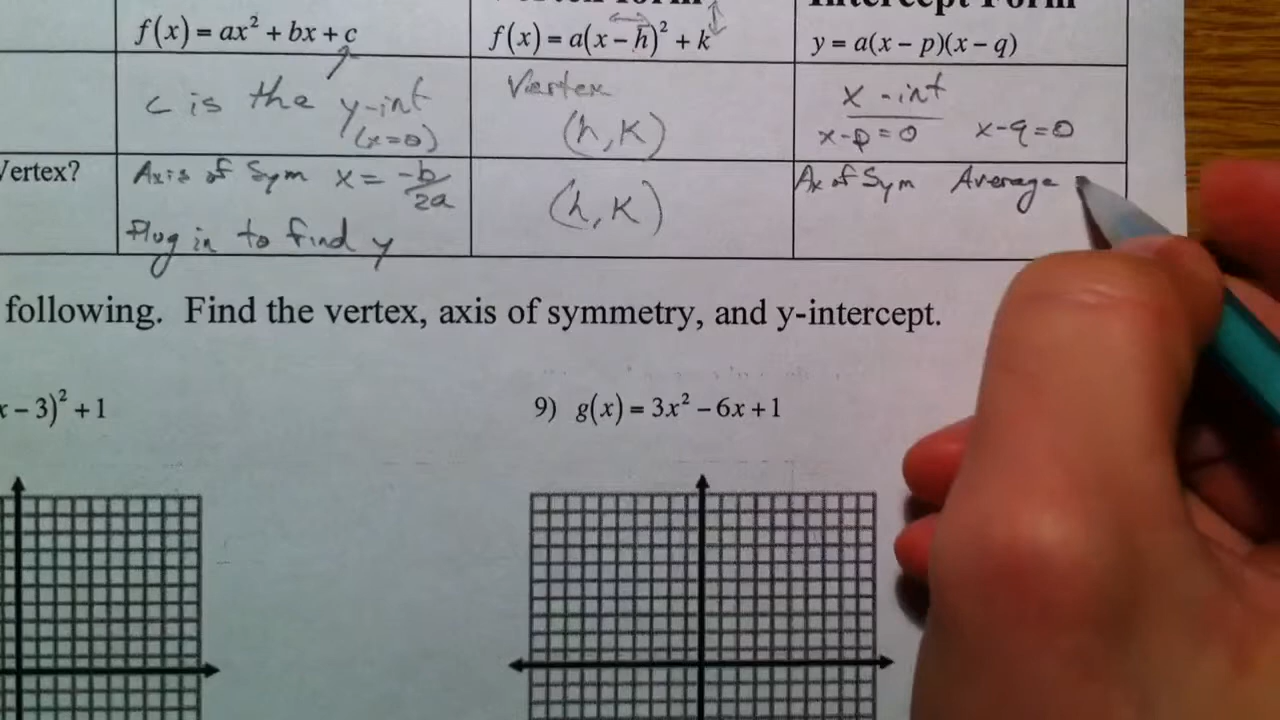 Intercept Form
f(x) = ax² + bx + c
f(x) = a(x − h)² + k
y = a(x − p)(x − q)
c is the y-int
(x=0)
Vertex
(h, K)
x -int
x-p=0 x-q=0
Vertex?
Axis of Sym x = -b/2a
Plug in to find y
(h, K)
Ax of Sym Average
following. Find the vertex, axis of symmetry, and y-intercept.
x − 3)² + 1
9) g(x) = 3x² − 6x + 1